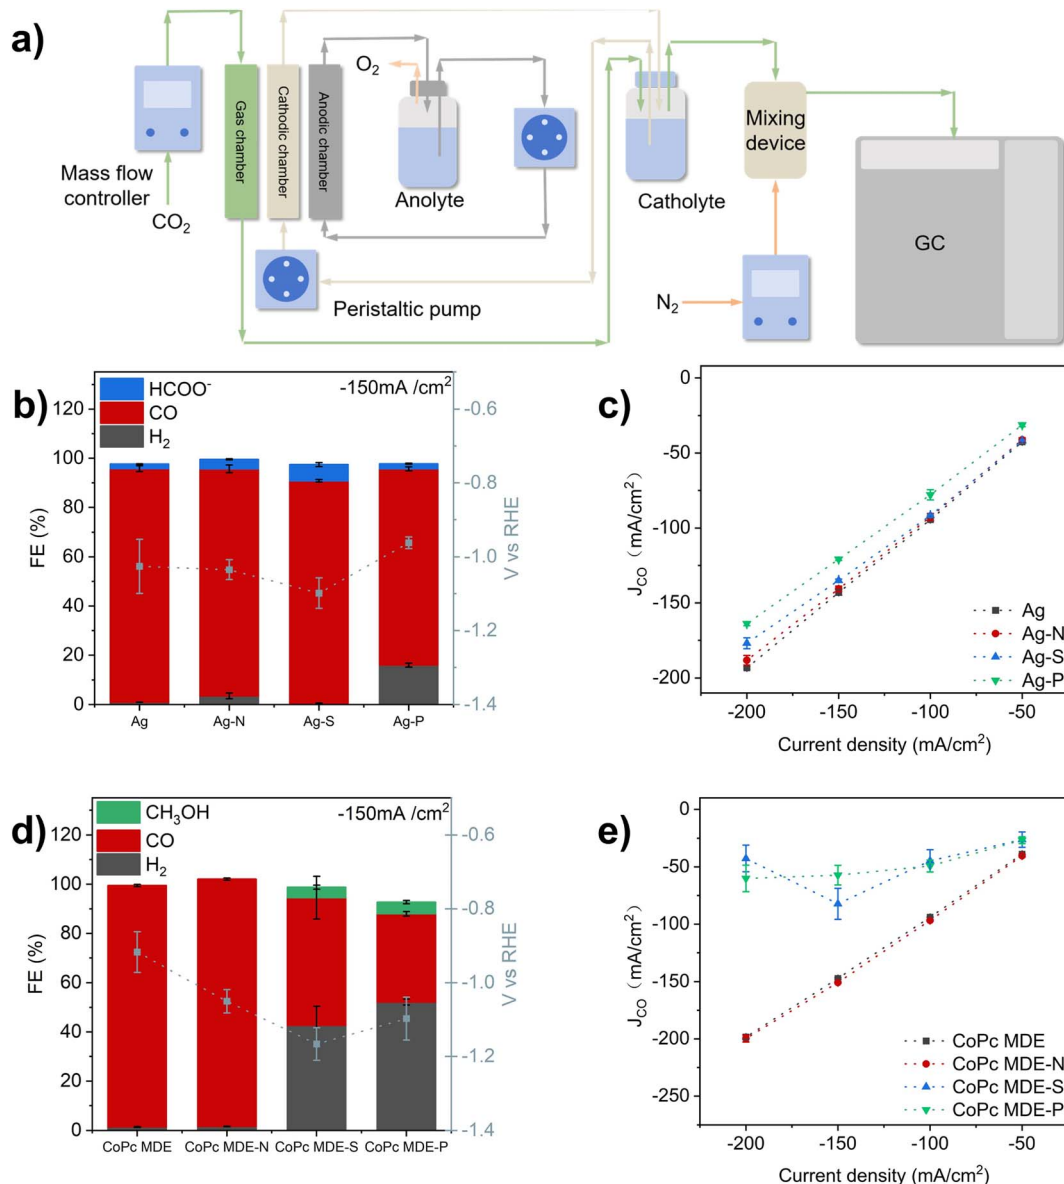 a)
O₂
Gas chamber
Cathodic chamber
Anodic chamber
Mass flow
controller
CO₂
Anolyte
Catholyte
Mixing
device
GC
Peristaltic pump
N₂
b)
HCOO⁻
CO
H₂
-150mA /cm²
FE (%)
120
100
80
60
40
20
0
-0.6
-0.8
-1.0
-1.2
-1.4
V vs RHE
Ag
Ag-N
Ag-S
Ag-P
c)
J_CO（mA/cm²)
0
-50
-100
-150
-200
Ag
Ag-N
Ag-S
Ag-P
-200
-150
-100
-50
Current density (mA/cm²)
d)
CH₃OH
CO
H₂
-150mA /cm²
FE (%)
120
100
80
60
40
20
0
-0.6
-0.8
-1.0
-1.2
-1.4
V vs RHE
CoPc MDE
CoPc MDE-N
CoPc MDE-S
CoPc MDE-P
e)
J_CO（mA/cm²)
0
-50
-100
-150
-200
-250
CoPc MDE
CoPc MDE-N
CoPc MDE-S
CoPc MDE-P
-200
-150
-100
-50
Current density (mA/cm²)